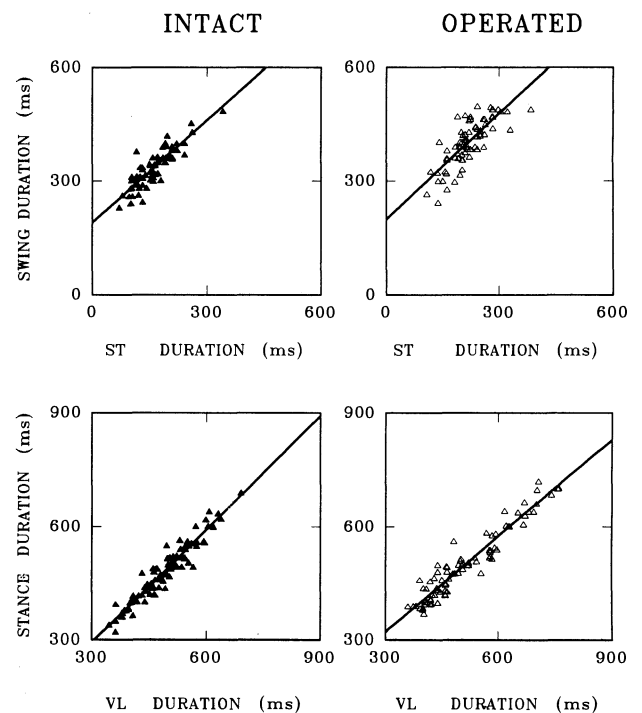 INTACT OPERATED
SWING DURATION (ms)
600 600
300 300
0 0
0 300 600 0 300 600
ST DURATION (ms) ST DURATION (ms)
STANCE DURATION (ms)
900 900
600 600
300 300
300 600 900 300 600 900
VL DURATION (ms) VL DURATION (ms)